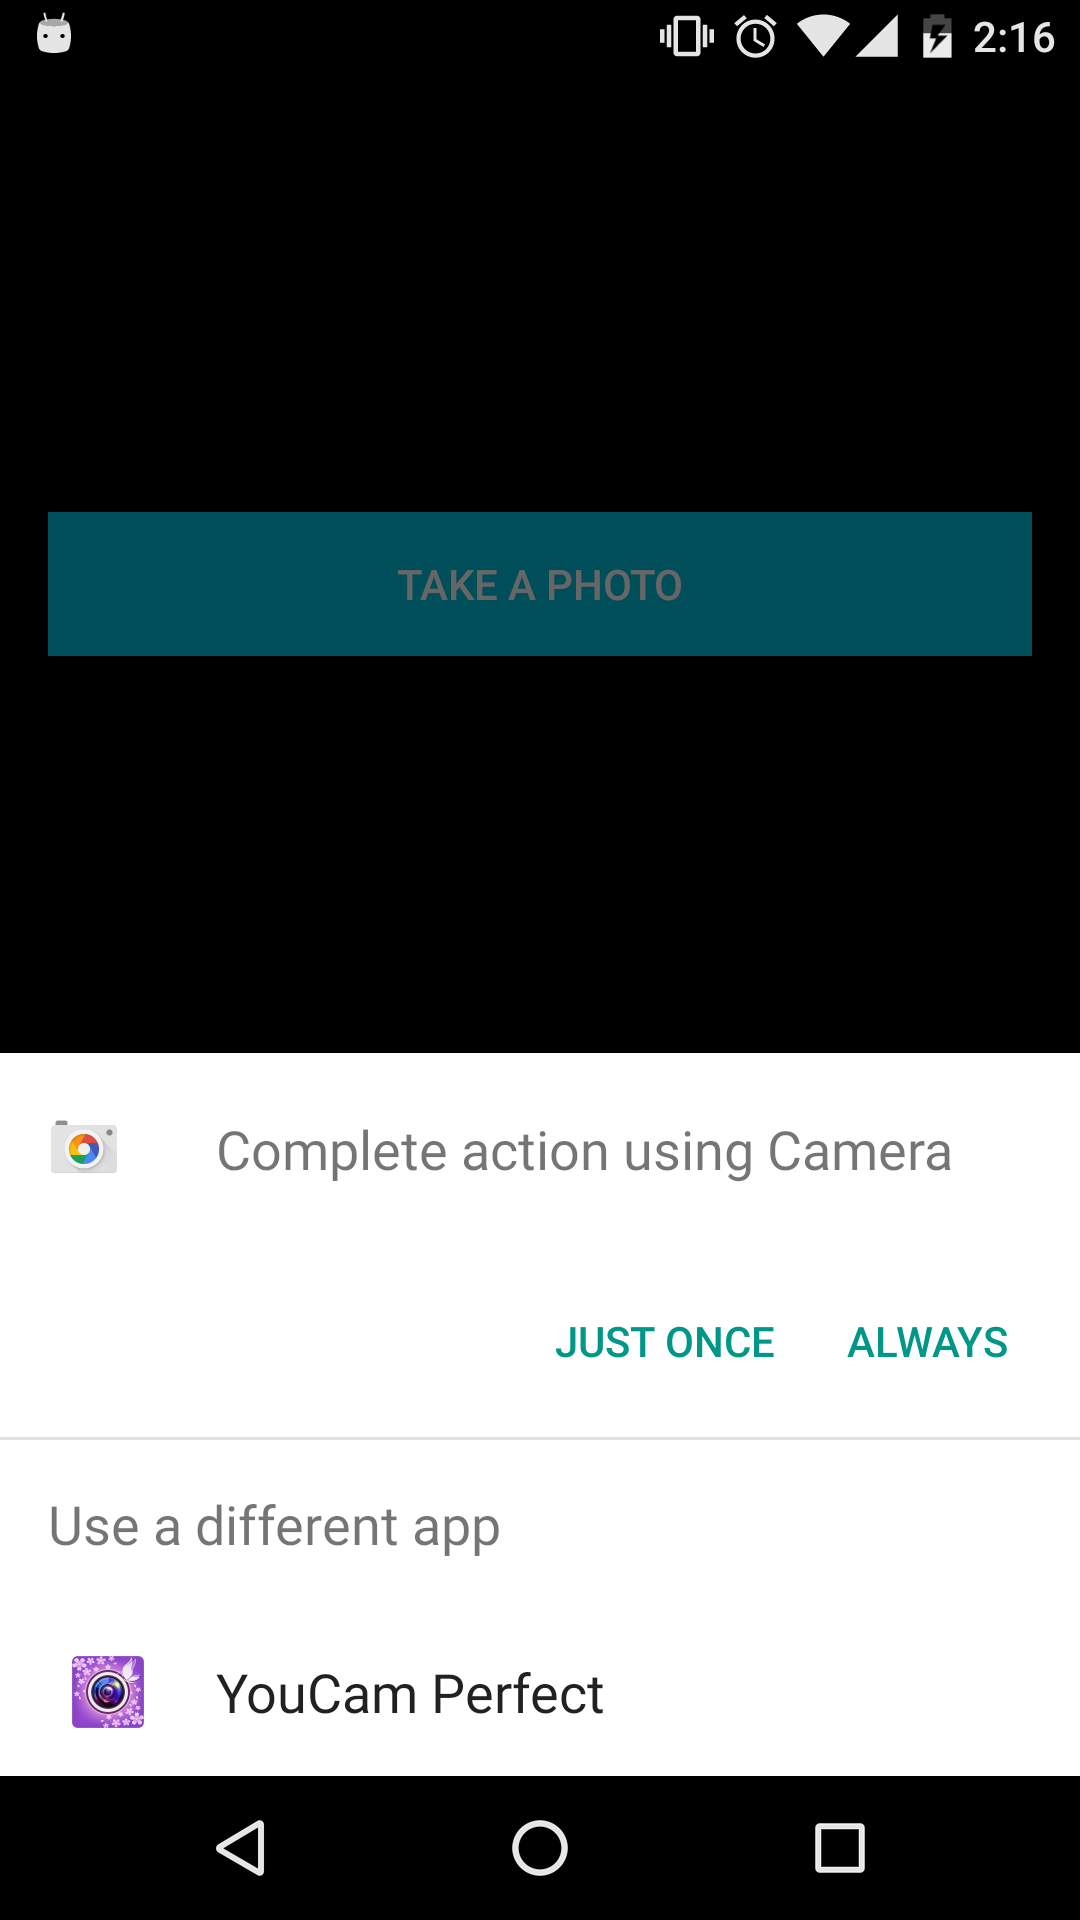 2:16
TAKE A PHOTO
Complete action using Camera
JUST ONCE ALWAYS
Use a different app
YouCam Perfect